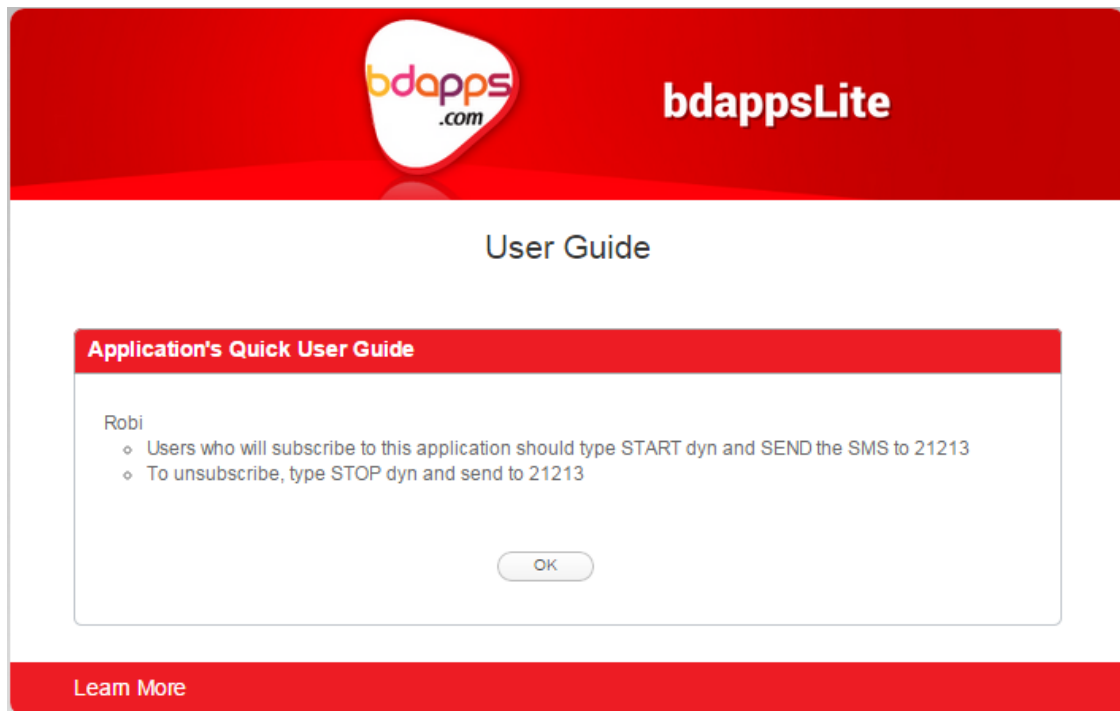 bdapps
.com
bdappsLite
User Guide
Application's Quick User Guide
Robi
Users who will subscribe to this application should type START dyn and SEND the SMS to 21213
To unsubscribe, type STOP dyn and send to 21213
OK
Learn More